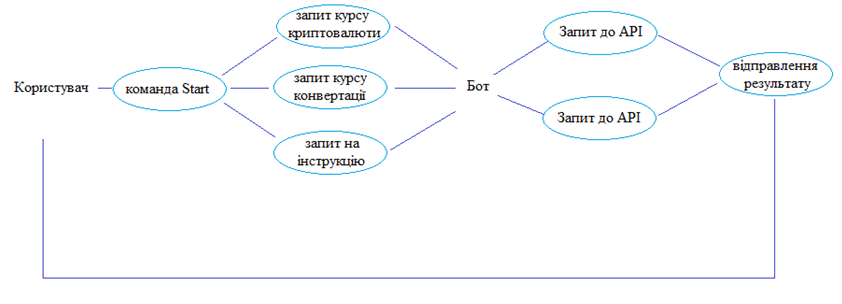 Користувач
команда Start
запит курсу
криптовалюти
запит курсу
конвертації
запит на
інструкцію
Бот
Запит до API
Запит до API
відправлення
результату